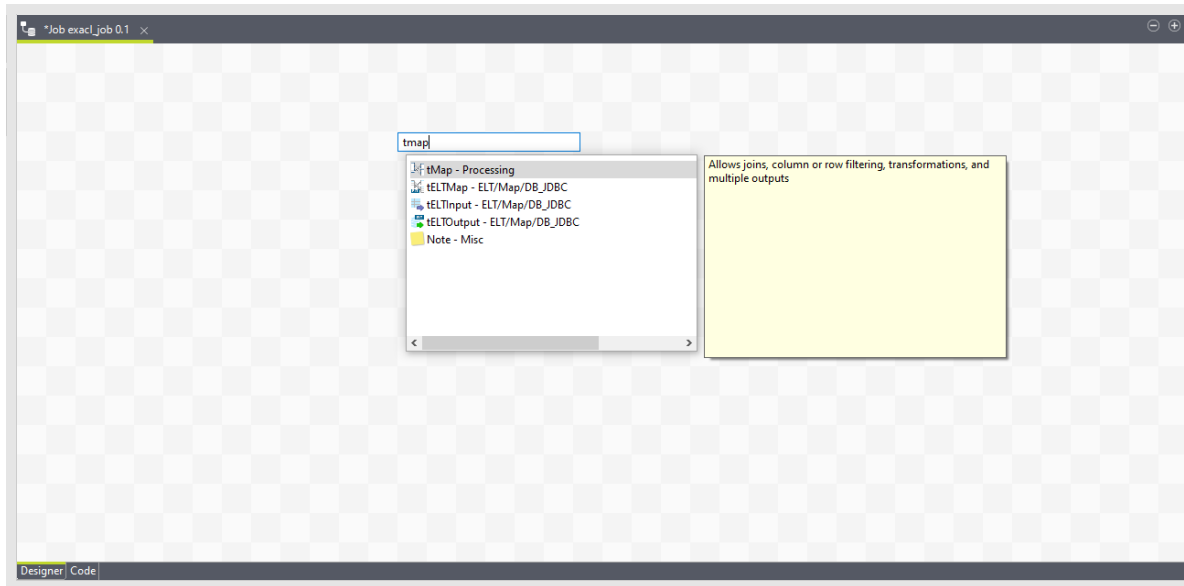 *Job exacl_job 0.1
tmap
tMap - Processing
tELTMap - ELT/Map/DB_JDBC
tELTInput - ELT/Map/DB_JDBC
tELTOutput - ELT/Map/DB_JDBC
Note - Misc
Allows joins, column or row filtering, transformations, and
multiple outputs
Designer Code